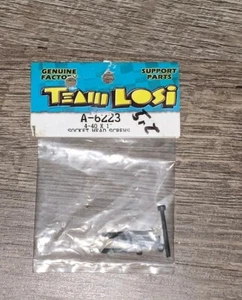 GENUINE FACTORY
SUPPORT PARTS
TEAM LOSI
A-6223
4-40 X 1"
SOCKET HEAD SCREWS